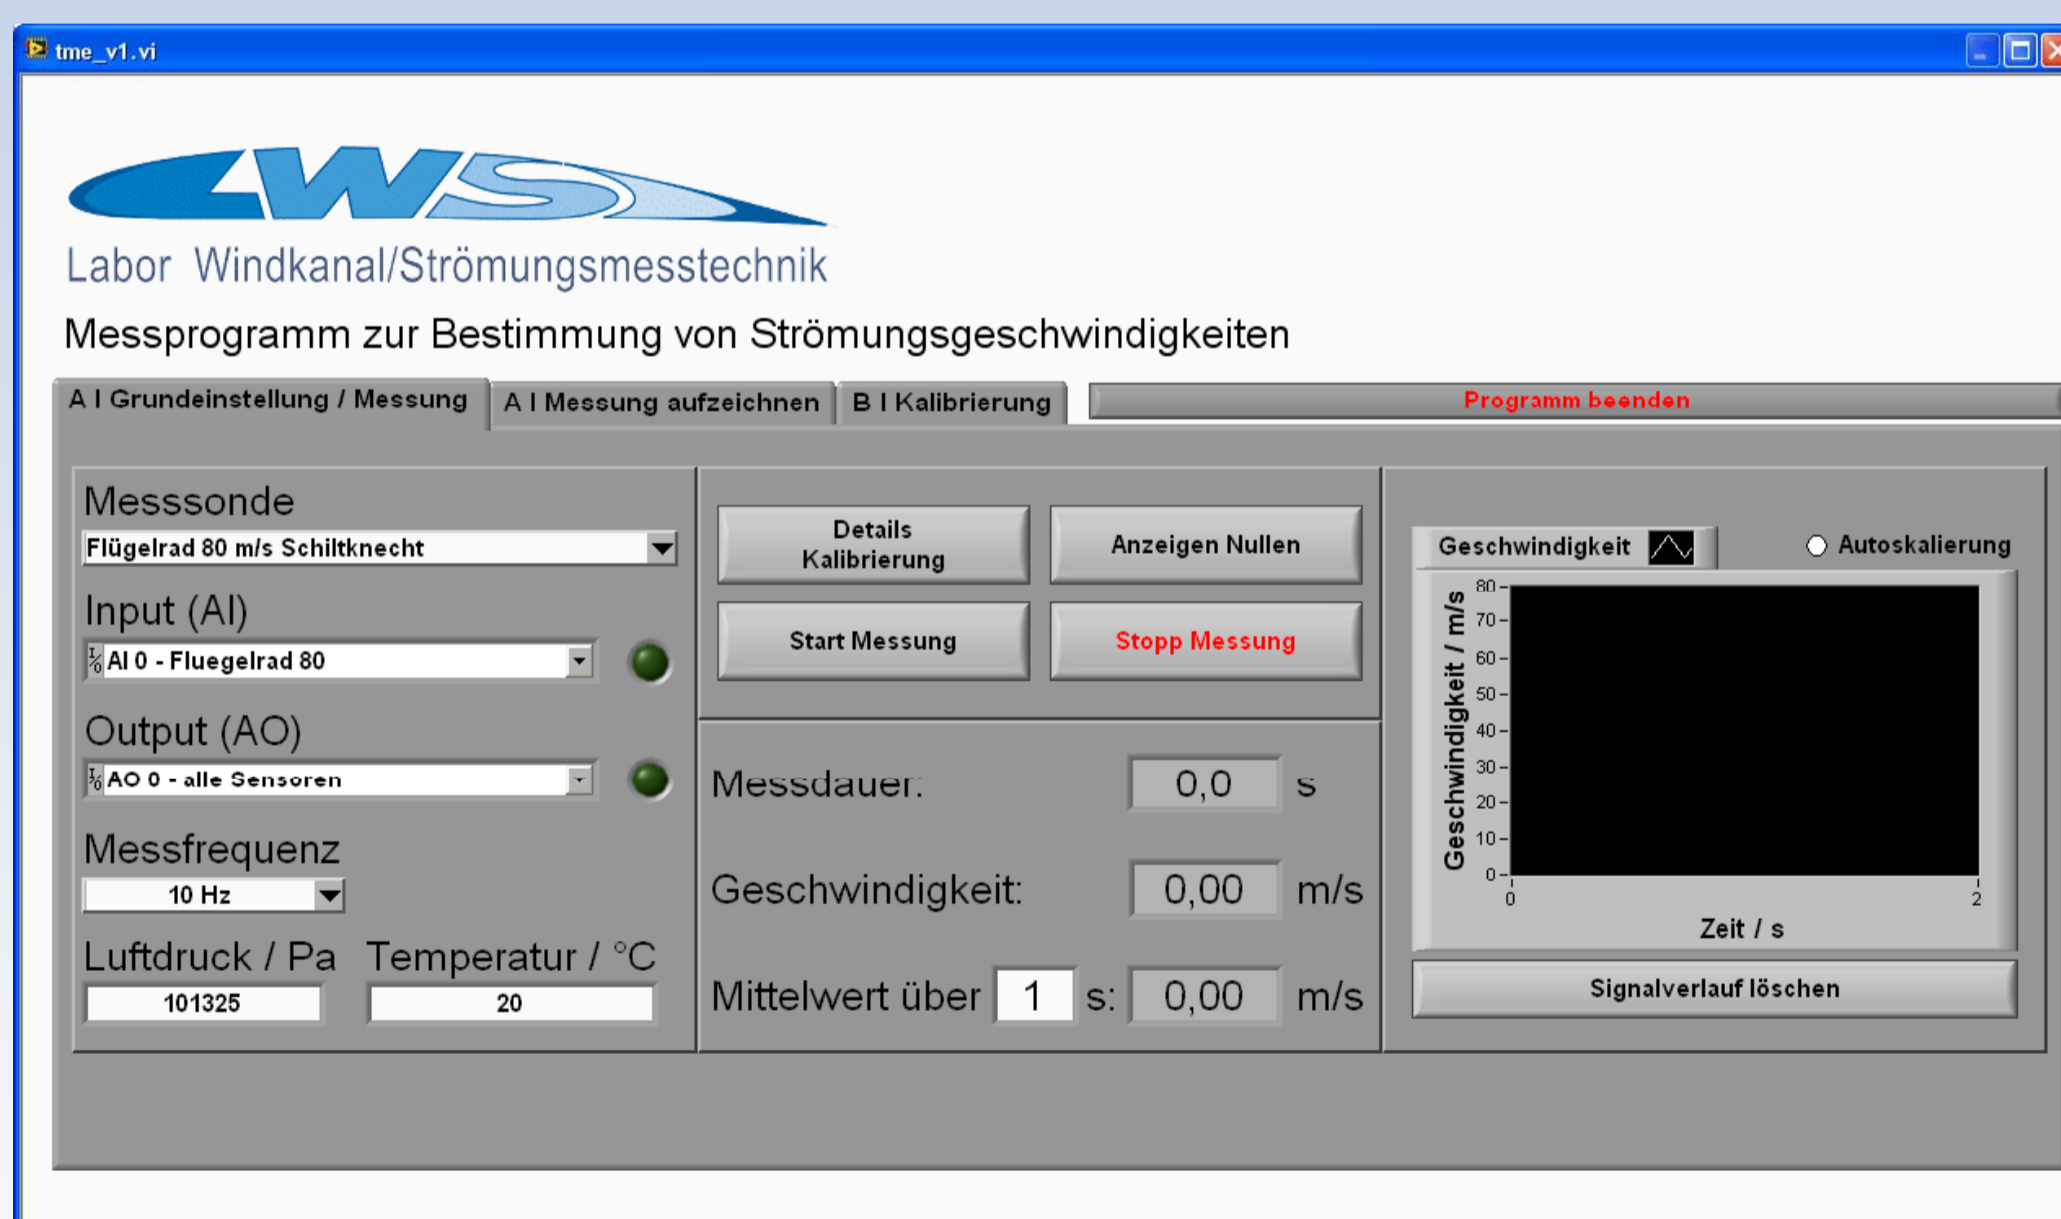 tme_v1.vi
LWS
Labor Windkanal/Strömungsmesstechnik
Messprogramm zur Bestimmung von Strömungsgeschwindigkeiten
A I Grundeinstellung / Messung
A I Messung aufzeichnen
B I Kalibrierung
Programm beenden
Messsonde
Flügelrad 80 m/s Schiltknecht
Input (AI)
I/O AI 0 - Fluegelrad 80
Output (AO)
I/O AO 0 - alle Sensoren
Messfrequenz
10 Hz
Luftdruck / Pa
101325
Temperatur / °C
20
Details
Kalibrierung
Anzeigen Nullen
Start Messung
Stopp Messung
Messdauer: 0,0 s
Geschwindigkeit: 0,00 m/s
Mittelwert über 1 s: 0,00 m/s
Geschwindigkeit
Autoskalierung
Geschwindigkeit / m/s
80
70
60
50
40
30
20
10
0
0 2
Zeit / s
Signalverlauf löschen